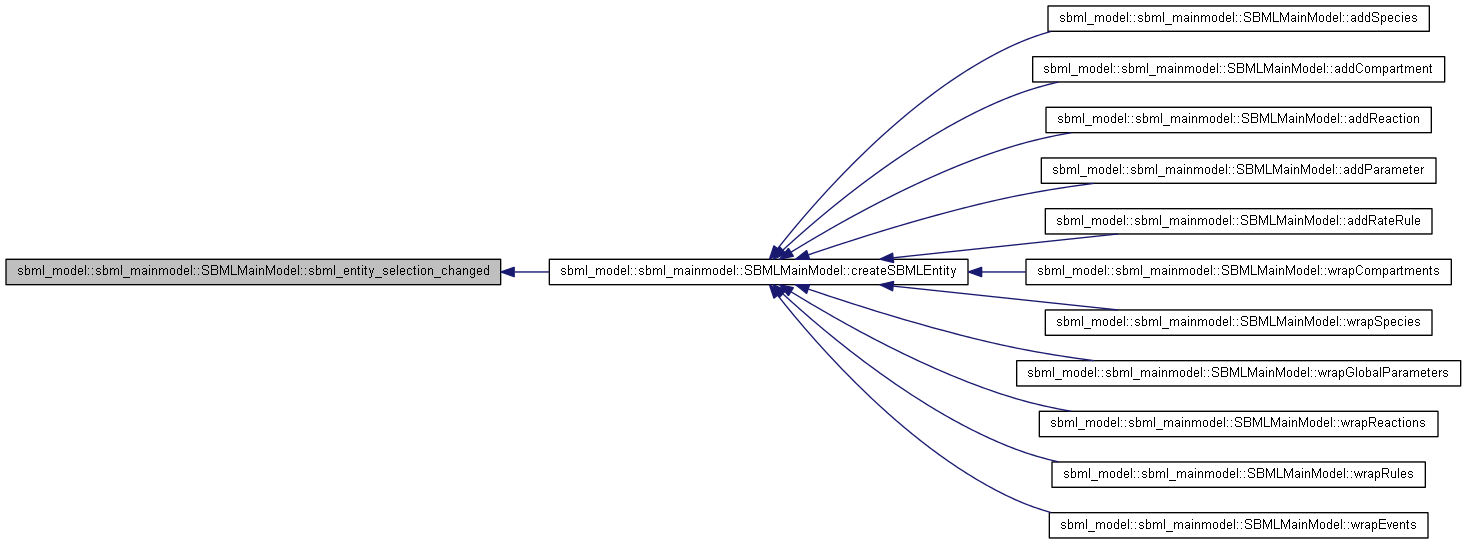 sbml_model::sbml_mainmodel::SBMLMainModel::addSpecies
sbml_model::sbml_mainmodel::SBMLMainModel::addCompartment
sbml_model::sbml_mainmodel::SBMLMainModel::addReaction
sbml_model::sbml_mainmodel::SBMLMainModel::addParameter
sbml_model::sbml_mainmodel::SBMLMainModel::addRateRule
sbml_model::sbml_mainmodel::SBMLMainModel::sbml_entity_selection_changed
sbml_model::sbml_mainmodel::SBMLMainModel::createSBMLEntity
sbml_model::sbml_mainmodel::SBMLMainModel::wrapCompartments
sbml_model::sbml_mainmodel::SBMLMainModel::wrapSpecies
sbml_model::sbml_mainmodel::SBMLMainModel::wrapGlobalParameters
sbml_model::sbml_mainmodel::SBMLMainModel::wrapReactions
sbml_model::sbml_mainmodel::SBMLMainModel::wrapRules
sbml_model::sbml_mainmodel::SBMLMainModel::wrapEvents